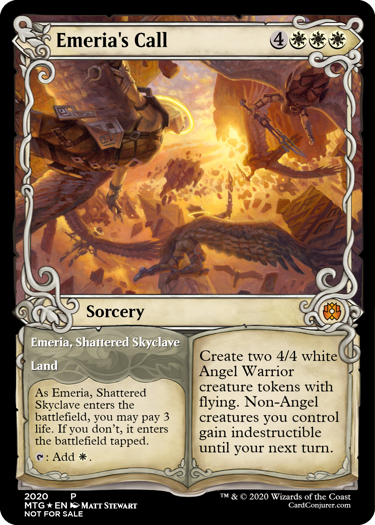 Emeria's Call
4
Sorcery
Emeria, Shattered Skyclave
Land
As Emeria, Shattered
Skyclave enters the
battlefield, you may pay 3
life. If you don't, it enters
the battlefield tapped.
: Add .
Create two 4/4 white
Angel Warrior
creature tokens with
flying. Non-Angel
creatures you control
gain indestructible
until your next turn.
2020 P
MTG ★ EN Matt Stewart
NOT FOR SALE
™ & © 2020 Wizards of the Coast
CardConjurer.com